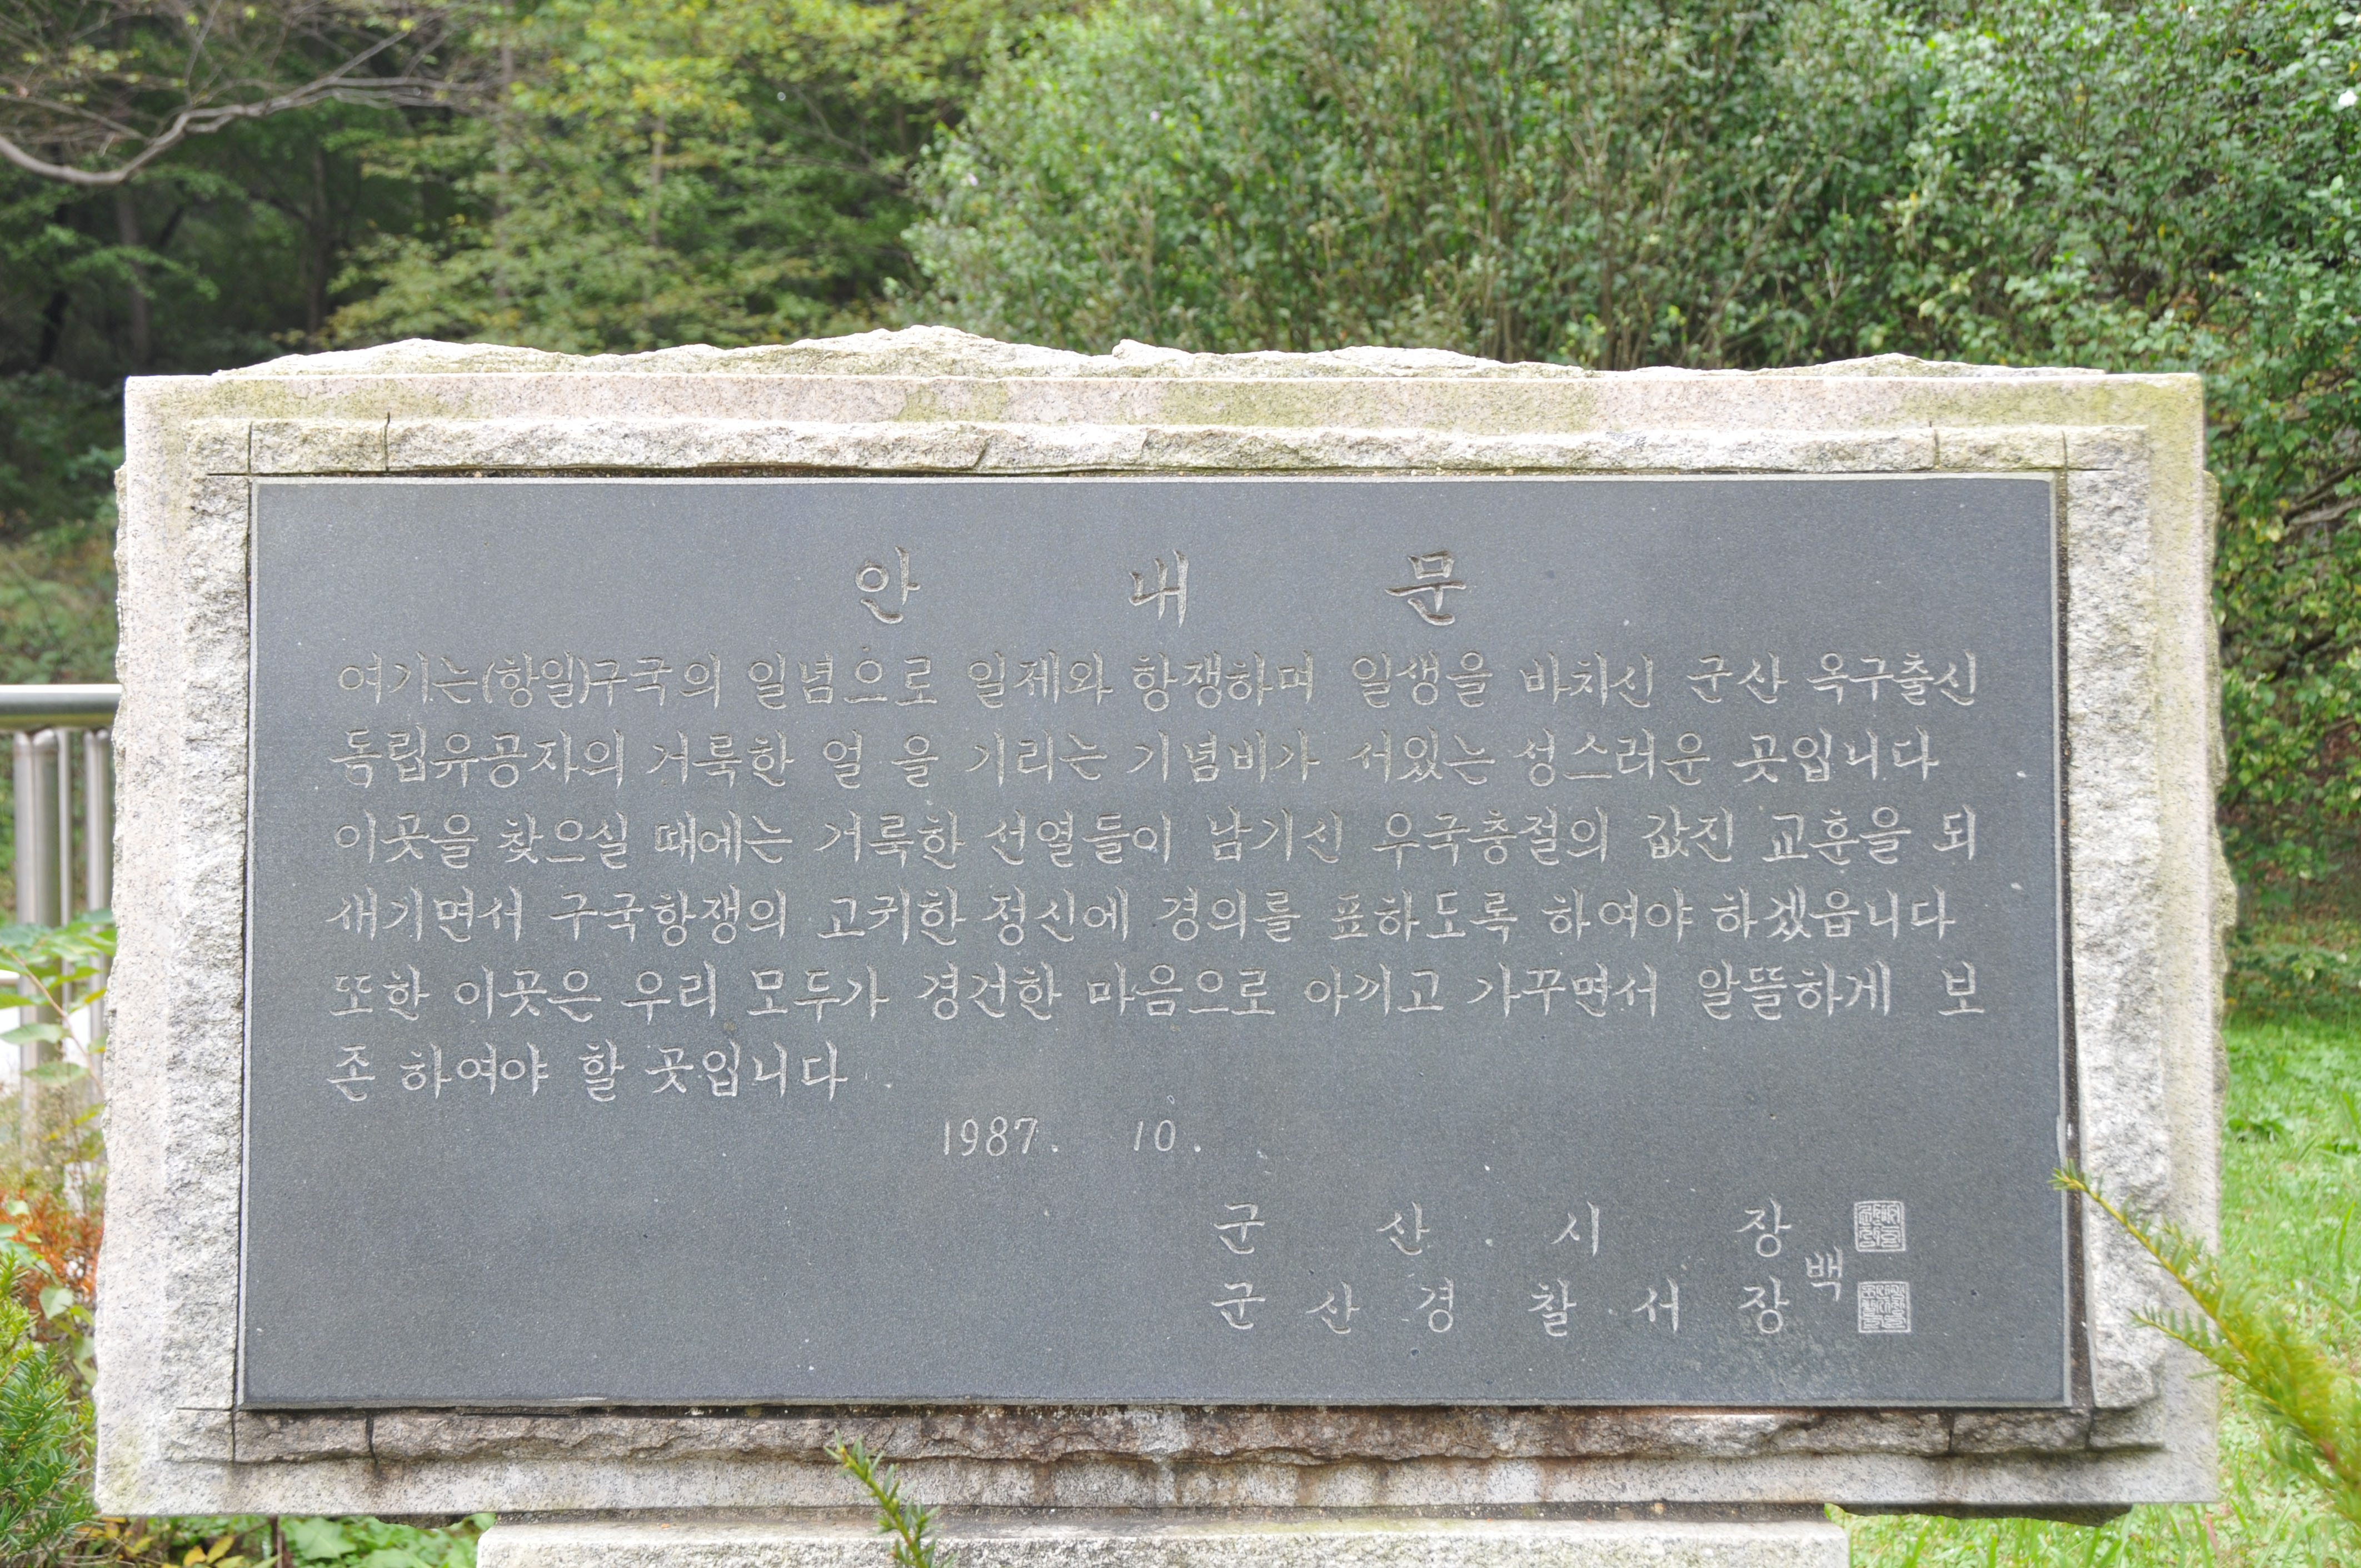 안 내 문
여기는(항일)구국의 일념으로 일제와 항쟁하며 일생을 바치신 군산 옥구출신
독립유공자의 거룩한 얼 을 기리는 기념비가 서있는 성스러운 곳입니다
이곳을 찾으실 때에는 거룩한 선열들이 남기신 우국충절의 값진 교훈을 되
새기면서 구국항쟁의 고귀한 정신에 경의를 표하도록 하여야 하겠읍니다
또한 이곳은 우리 모두가 경건한 마음으로 아끼고 가꾸면서 알뜰하게 보
존 하여야 할 곳입니다
1987. 10.
군 산 시 장
백
군 산 경 찰 서 장